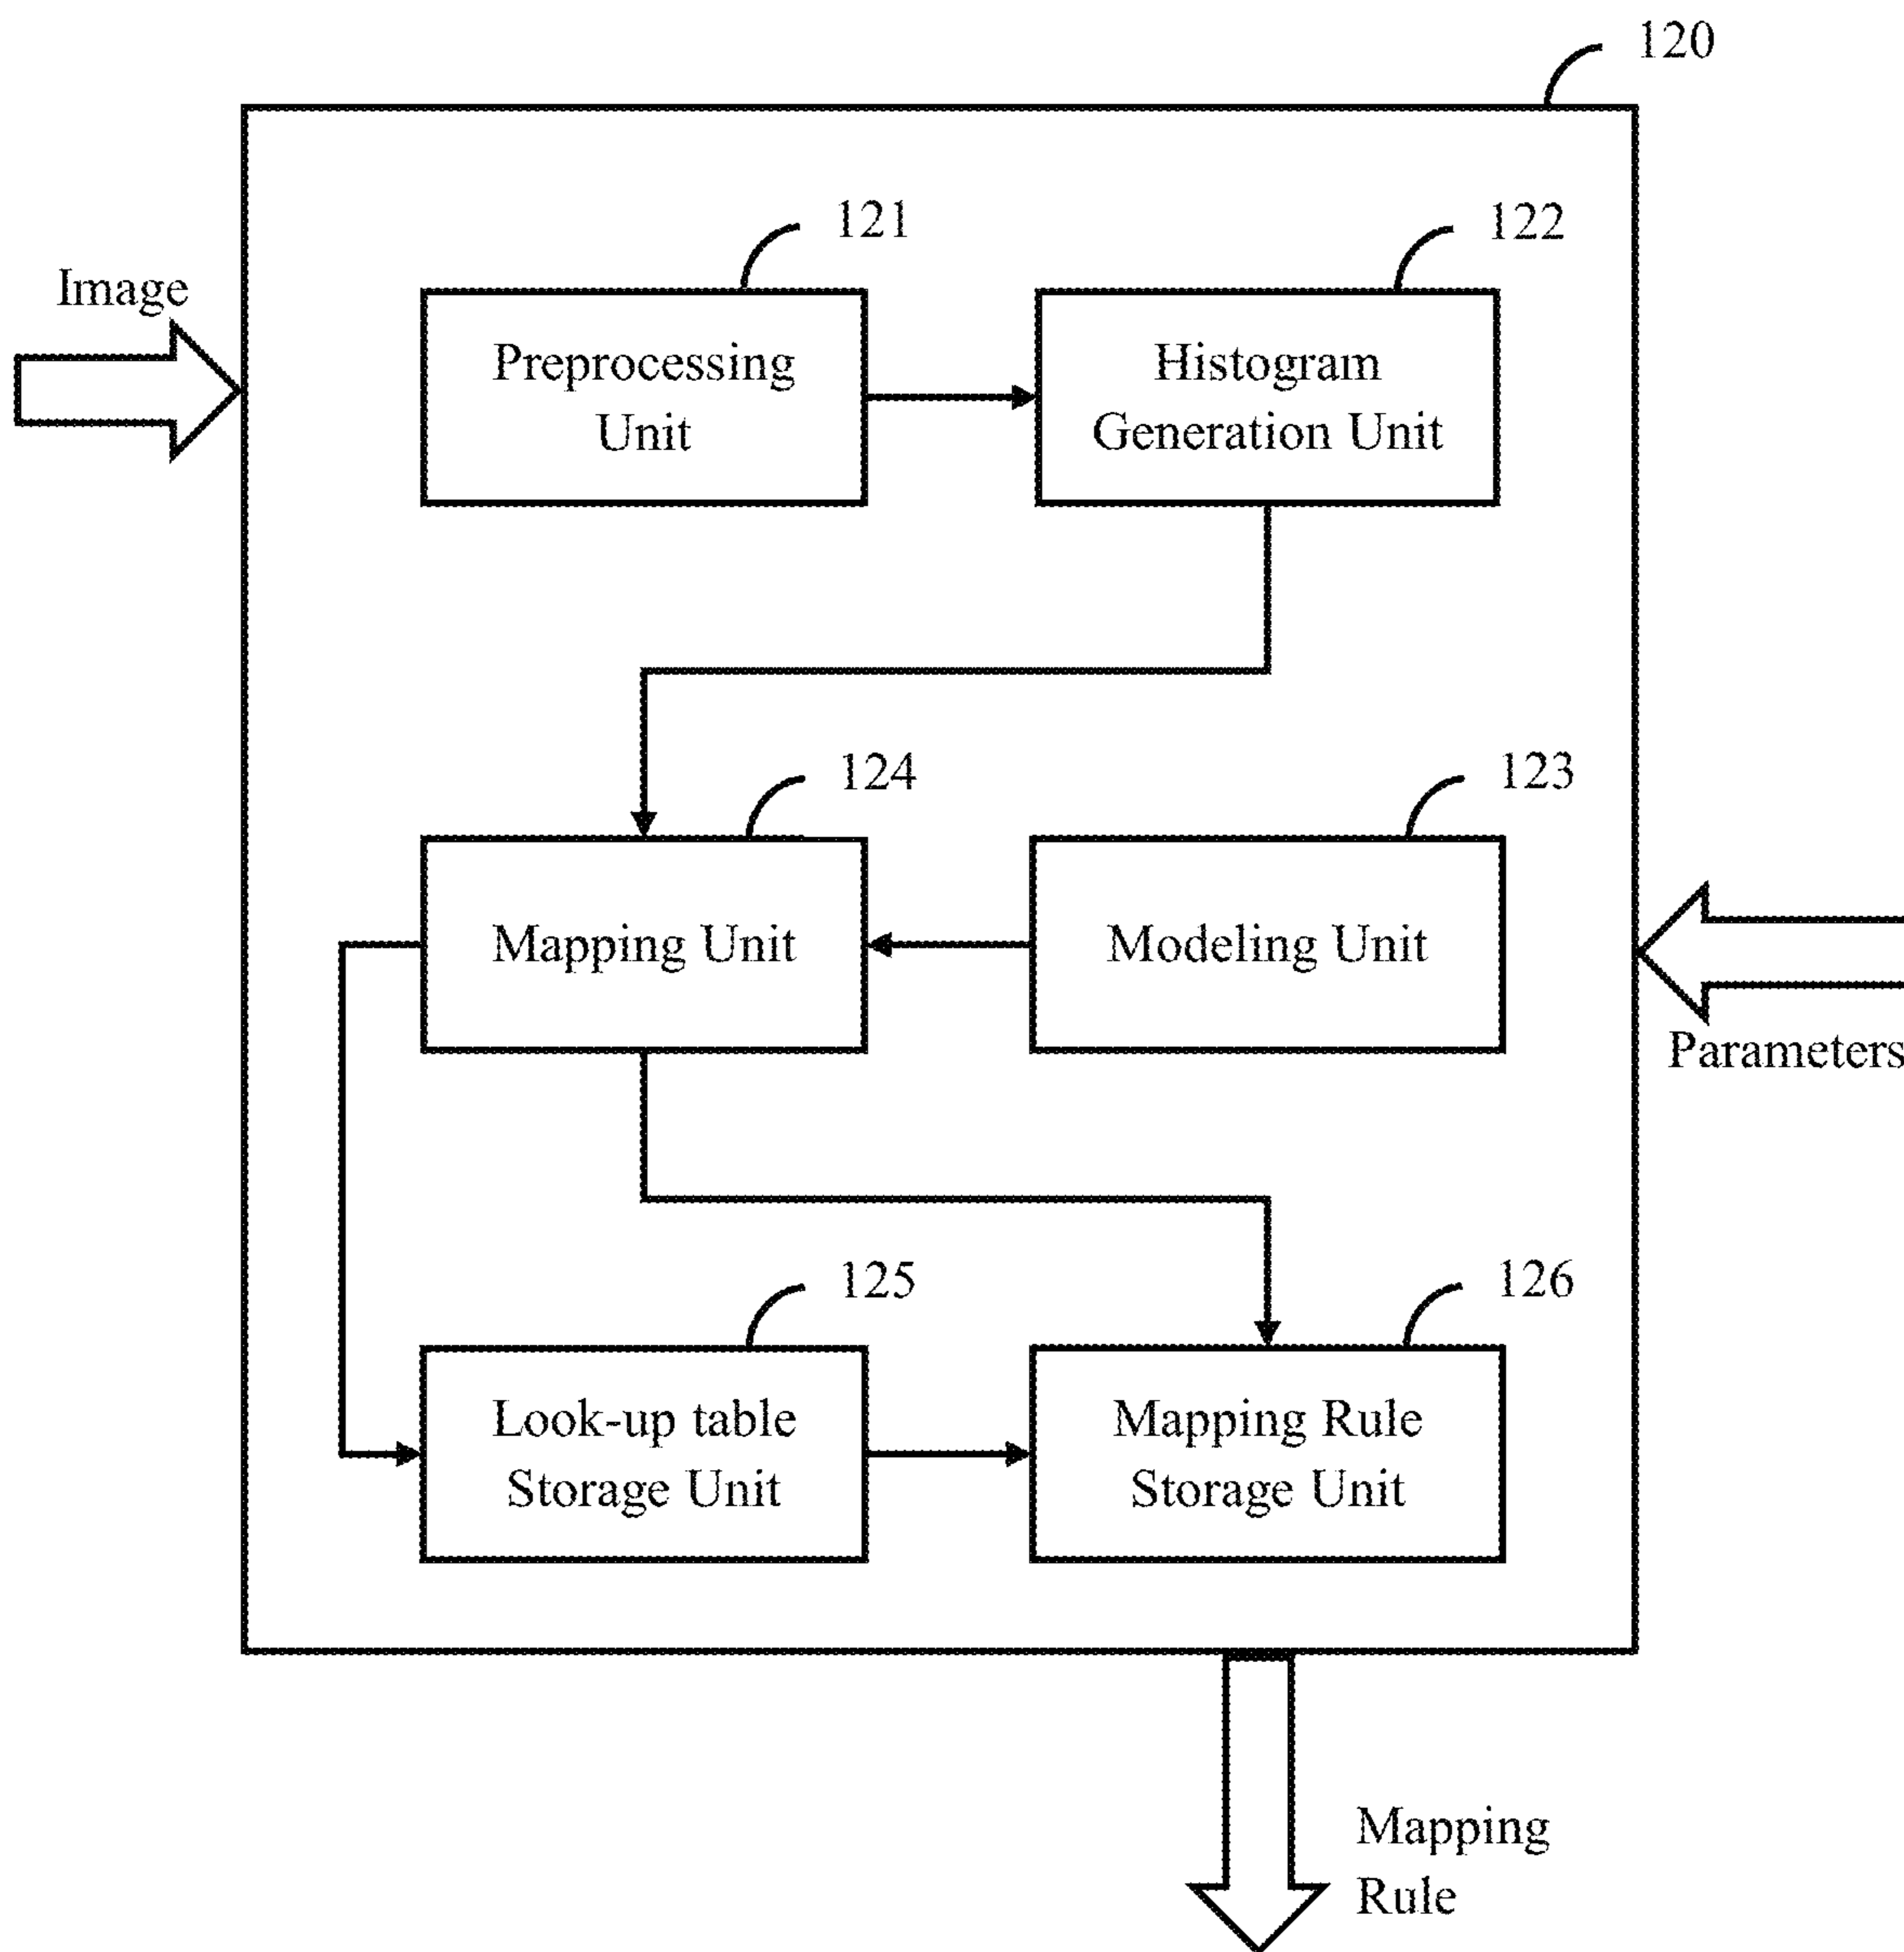 120
121
122
Image
Preprocessing
Unit
Histogram
Generation Unit
124
123
Mapping Unit
Modeling Unit
Parameters
125
126
Look-up table
Storage Unit
Mapping Rule
Storage Unit
Mapping
Rule